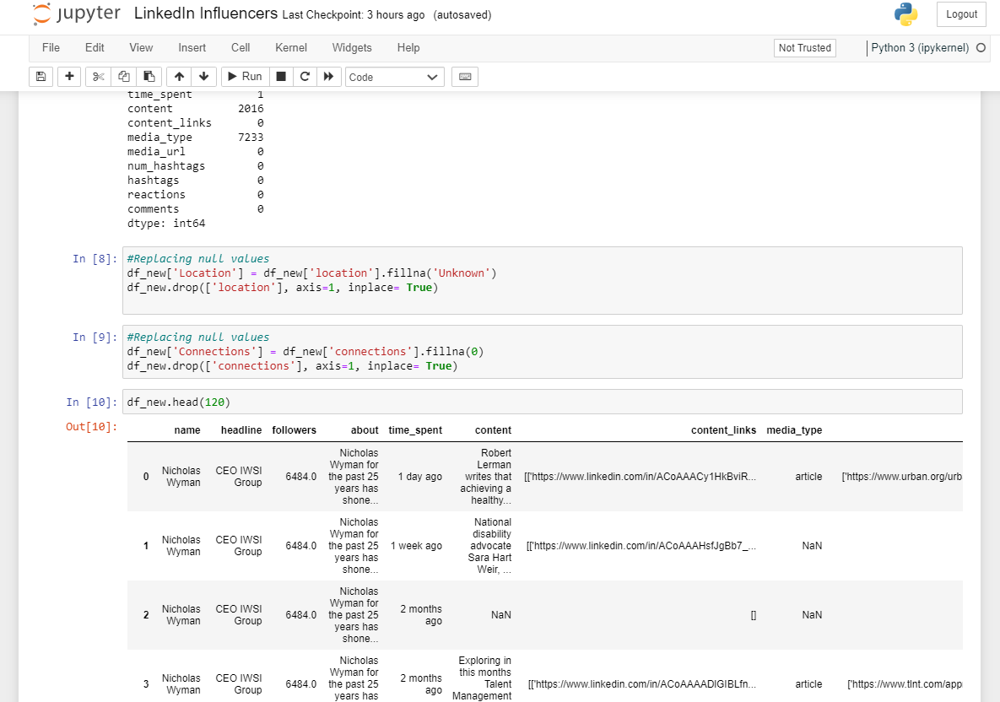 jupyter LinkedIn Influencers Last Checkpoint: 3 hours ago (autosaved) Logout
File Edit View Insert Cell Kernel Widgets Help Not Trusted Python 3 (ipykernel)
Run Code
time_spent 1
content 2016
content_links 0
media_type 7233
media_url 0
num_hashtags 0
hashtags 0
reactions 0
comments 0
dtype: int64
In [8]: #Replacing null values
df_new['Location'] = df_new['location'].fillna('Unknown')
df_new.drop(['location'], axis=1, inplace= True)
In [9]: #Replacing null values
df_new['Connections'] = df_new['connections'].fillna(0)
df_new.drop(['connections'], axis=1, inplace= True)
In [10]: df_new.head(120)
Out[10]:
name headline followers about time_spent content content_links media_type
Nicholas Robert
Wyman for Lerman
0 Nicholas Wyman CEO IWSI Group 6484.0 the past 25 1 day ago writes that [['https://www.linkedin.com/in/ACoAAACy1HkBviR... article ['https://www.urban.org/urb
years has achieving a
shone... healthy...
Nicholas National
Wyman for disability
1 Nicholas Wyman CEO IWSI Group 6484.0 the past 25 1 week ago advocate [['https://www.linkedin.com/in/ACoAAAHsfJgBb7_... NaN
years has Sara Hart
shone... Weir, ...
Nicholas
Wyman for
2 Nicholas Wyman CEO IWSI Group 6484.0 the past 25 2 months ago NaN [] NaN
years has
shone...
Nicholas Exploring in
Wyman for this months
3 Nicholas Wyman CEO IWSI Group 6484.0 the past 25 2 months ago Talent [['https://www.linkedin.com/in/ACoAAAADlGIBLfn... article ['https://www.tlnt.com/app
years has Management